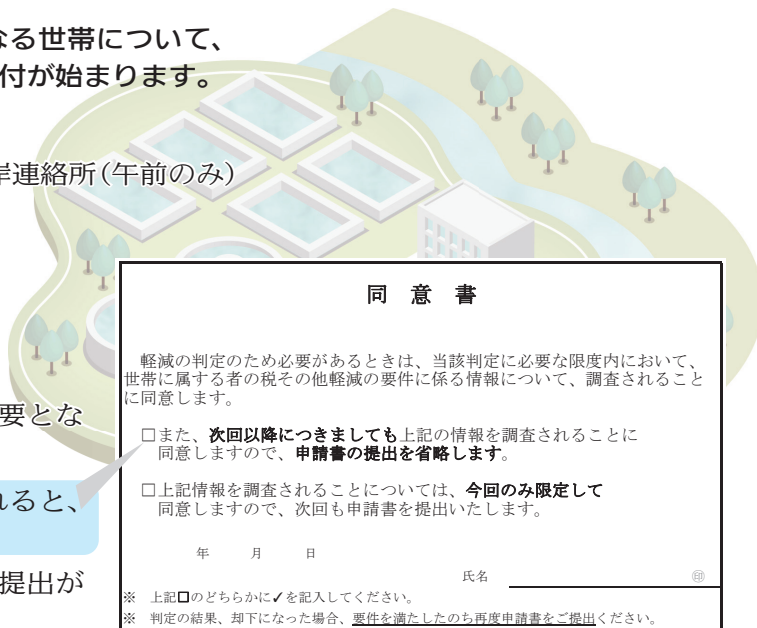 なる世帯について、
付が始まります。
岸連絡所(午前のみ)
要とな
れると、
提出が
同 意 書
軽減の判定のため必要があるときは、当該判定に必要な限度内において、
世帯に属する者の税その他軽減の要件に係る情報について、調査されること
に同意します。
□また、次回以降につきましても上記の情報を調査されることに
同意しますので、申請書の提出を省略します。
□上記情報を調査されることについては、今回のみ限定して
同意しますので、次回も申請書を提出いたします。
年 月 日
氏名 ㊞
※ 上記□のどちらかに✓を記入してください。
※ 判定の結果、却下になった場合、要件を満たしたのち再度申請書をご提出ください。